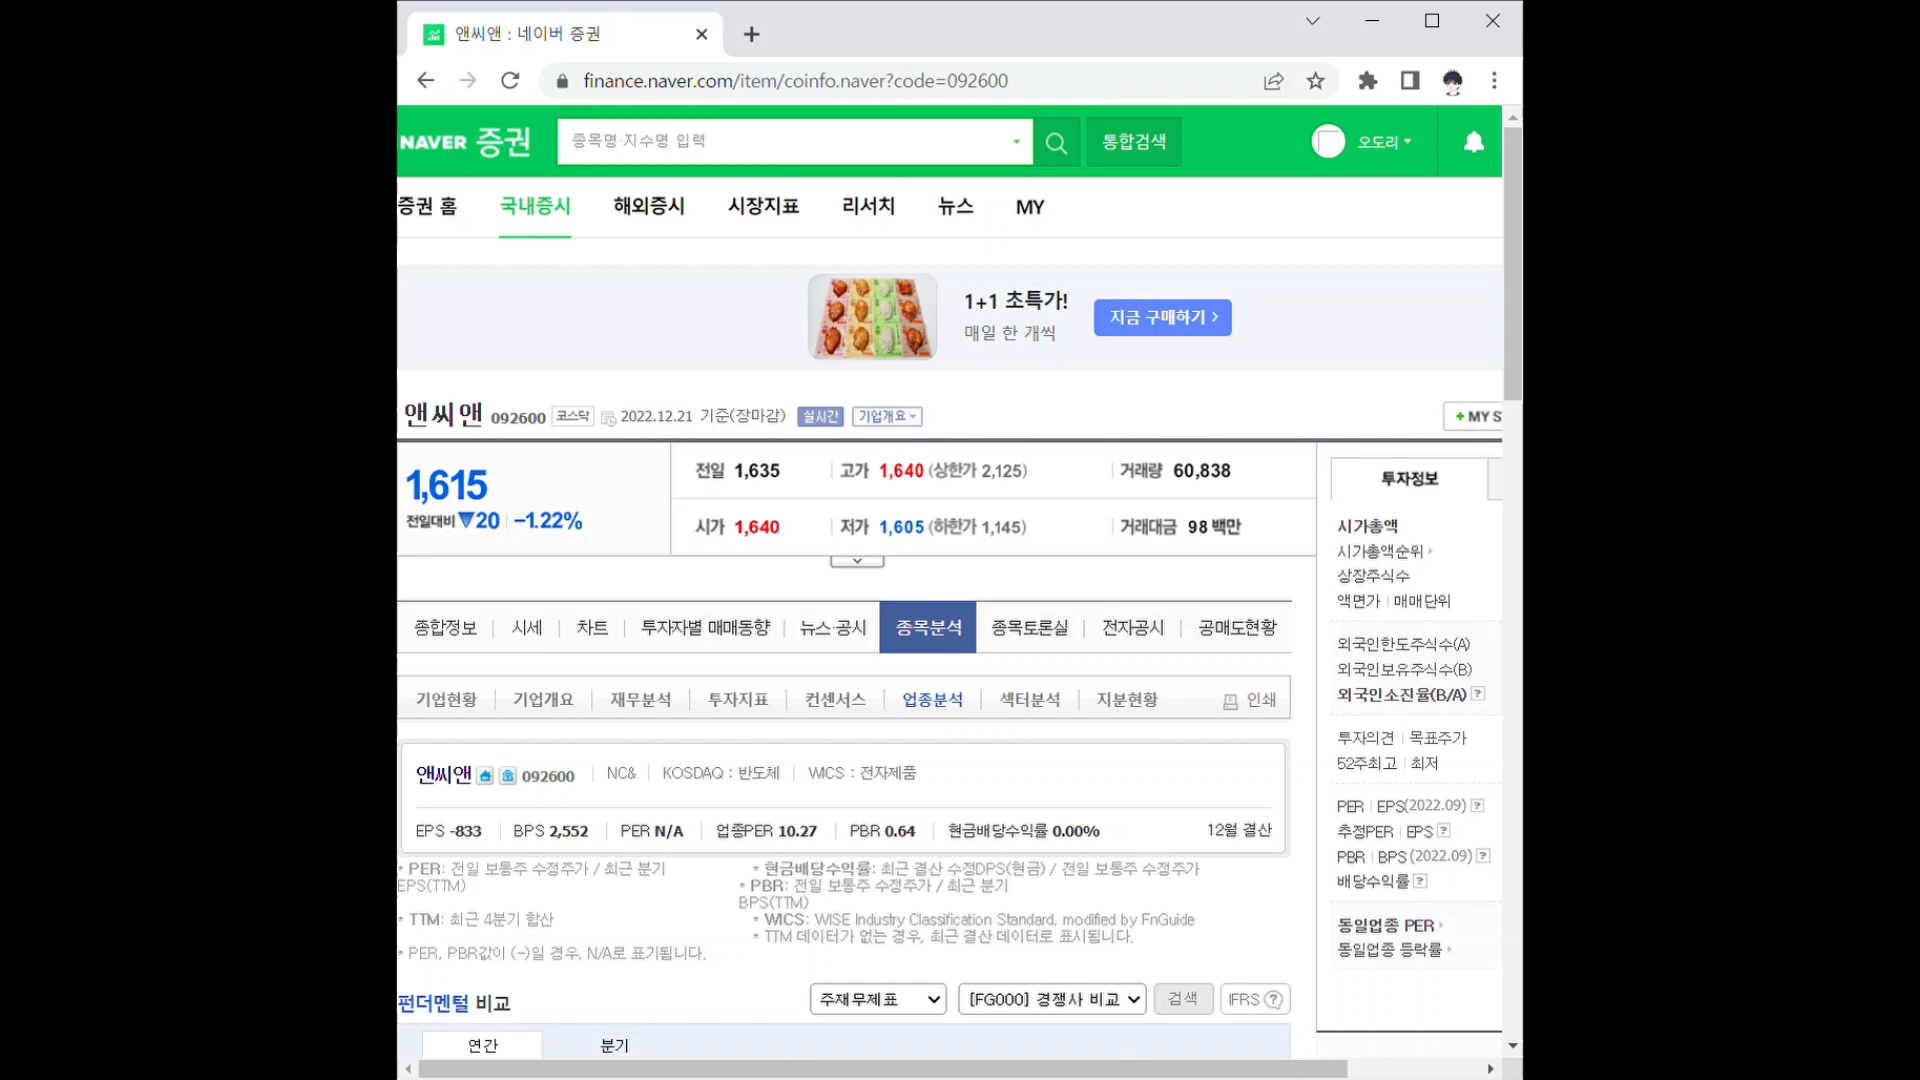 앤씨앤 : 네이버 증권
finance.naver.com/item/coinfo.naver?code=092600
NAVER 증권
종목명·지수명 입력
통합검색
오도리
증권 홈 국내증시 해외증시 시장지표 리서치 뉴스 MY
1+1 초특가!
매일 한 개씩
지금 구매하기 ›
앤씨앤 092600 코스닥 2022.12.21 기준(장마감) 실시간 기업개요
+ MY S
1,615
전일대비 ▼20 -1.22%
전일 1,635 고가 1,640 (상한가 2,125) 거래량 60,838
시가 1,640 저가 1,605 (하한가 1,145) 거래대금 98 백만
종합정보 시세 차트 투자자별 매매동향 뉴스·공시 종목분석 종목토론실 전자공시 공매도현황
기업현황 기업개요 재무분석 투자지표 컨센서스 업종분석 섹터분석 지분현황 인쇄
앤씨앤 092600 NC& KOSDAQ : 반도체 WICS : 전자제품
EPS -833 BPS 2,552 PER N/A 업종PER 10.27 PBR 0.64 현금배당수익률 0.00% 12월 결산
* PER: 전일 보통주 수정주가 / 최근 분기
EPS(TTM)
* TTM: 최근 4분기 합산
* PER, PBR값이 (-)일 경우, N/A로 표기됩니다.
* 현금배당수익률: 최근 결산 수정DPS(현금) / 전일 보통주 수정주가
* PBR: 전일 보통주 수정주가 / 최근 분기
BPS(TTM)
* WICS: WISE Industry Classification Standard, modified by FnGuide
* TTM 데이터가 없는 경우, 최근 결산 데이터로 표시됩니다.
펀더멘털 비교 주재무제표 [FG000] 경쟁사 비교 검색 IFRS ?
연간 분기
투자정보
시가총액
시가총액순위
상장주식수
액면가 매매단위
외국인한도주식수(A)
외국인보유주식수(B)
외국인소진율(B/A) ?
투자의견 목표주가
52주최고 최저
PER EPS(2022.09) ?
추정PER EPS ?
PBR BPS (2022.09) ?
배당수익률 ?
동일업종 PER
동일업종 등락률